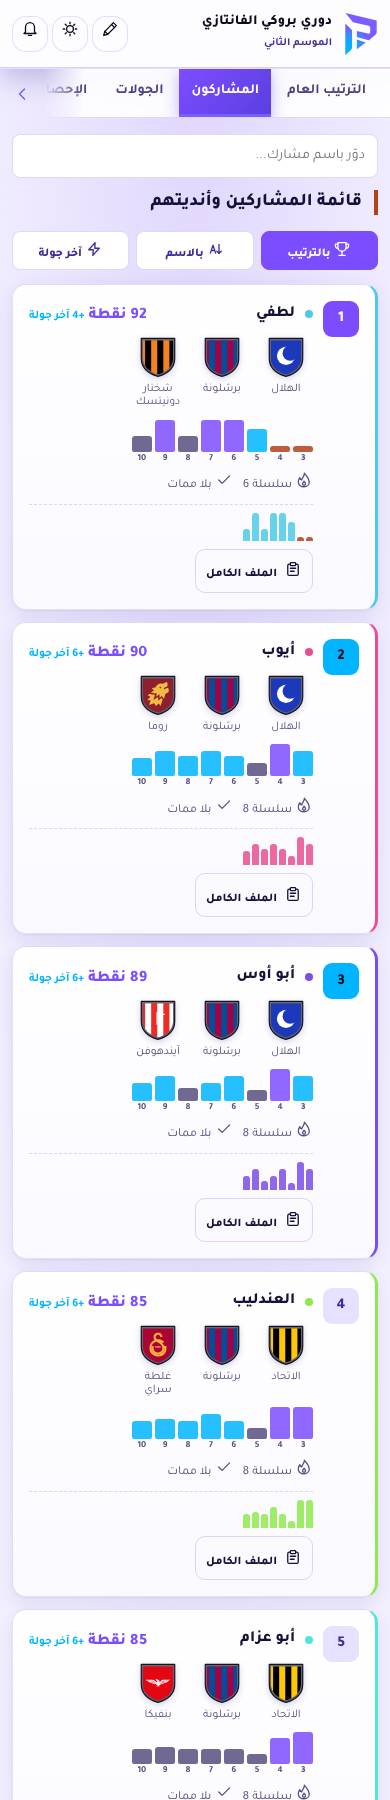 دوري بروكي الفانتازي
الموسم الثاني
الترتيب العام
المشاركون
الجولات
دوّر باسم مشارك...
قائمة المشاركين وأنديتهم
بالترتيب
بالاسم
آخر جولة
1
لطفي
92 نقطة +4 آخر جولة
الهلال
برشلونة
شختار دونيتسك
3 4 5 6 7 8 9 10
سلسلة 6 بلا ممات
الملف الكامل
2
أيوب
90 نقطة +6 آخر جولة
الهلال
برشلونة
روما
3 4 5 6 7 8 9 10
سلسلة 8 بلا ممات
الملف الكامل
3
أبو أوس
89 نقطة +6 آخر جولة
الهلال
برشلونة
آيندهوفن
3 4 5 6 7 8 9 10
سلسلة 8 بلا ممات
الملف الكامل
4
العندليب
85 نقطة +6 آخر جولة
الاتحاد
برشلونة
غلطة سراي
3 4 5 6 7 8 9 10
سلسلة 8 بلا ممات
الملف الكامل
5
أبو عزام
85 نقطة +6 آخر جولة
الاتحاد
برشلونة
بنفيكا
3 4 5 6 7 8 9 10
سلسلة 8 بلا ممات